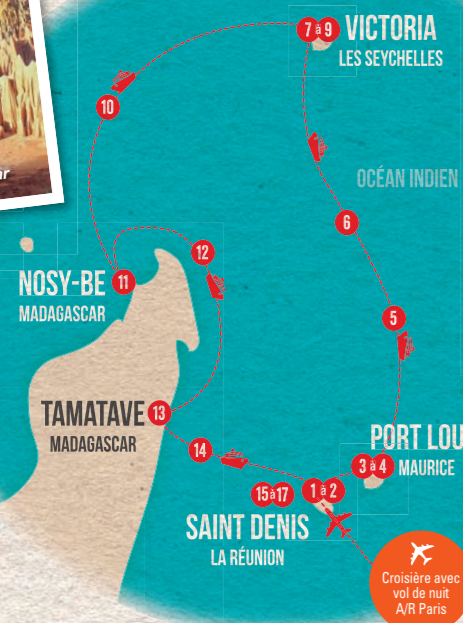 7 à 9
VICTORIA
LES SEYCHELLES
10
OCÉAN INDIEN
6
12
NOSY-BE
11
MADAGASCAR
5
TAMATAVE
13
MADAGASCAR
14
PORT LOU
3 à 4
MAURICE
15 à 17
1 à 2
SAINT DENIS
LA RÉUNION
Croisière avec
vol de nuit
A/R Paris